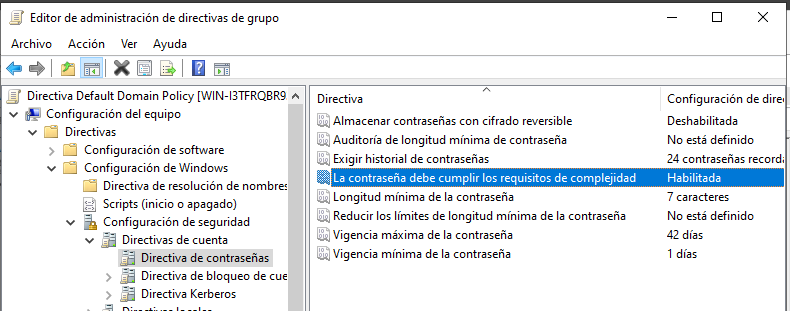 Editor de administración de directivas de grupo
Archivo Acción Ver Ayuda
Directiva Default Domain Policy [WIN-I3TFRQBR9
Configuración del equipo
Directivas
Configuración de software
Configuración de Windows
Directiva de resolución de nombres
Scripts (inicio o apagado)
Configuración de seguridad
Directivas de cuenta
Directiva de contraseñas
Directiva de bloqueo de cue
Directiva Kerberos
Directivas locales
Directiva Configuración de direc
Almacenar contraseñas con cifrado reversible Deshabilitada
Auditoría de longitud mínima de contraseña No está definido
Exigir historial de contraseñas 24 contraseñas recorda
La contraseña debe cumplir los requisitos de complejidad Habilitada
Longitud mínima de la contraseña 7 caracteres
Reducir los límites de longitud mínima de la contraseña No está definido
Vigencia máxima de la contraseña 42 días
Vigencia mínima de la contraseña 1 días